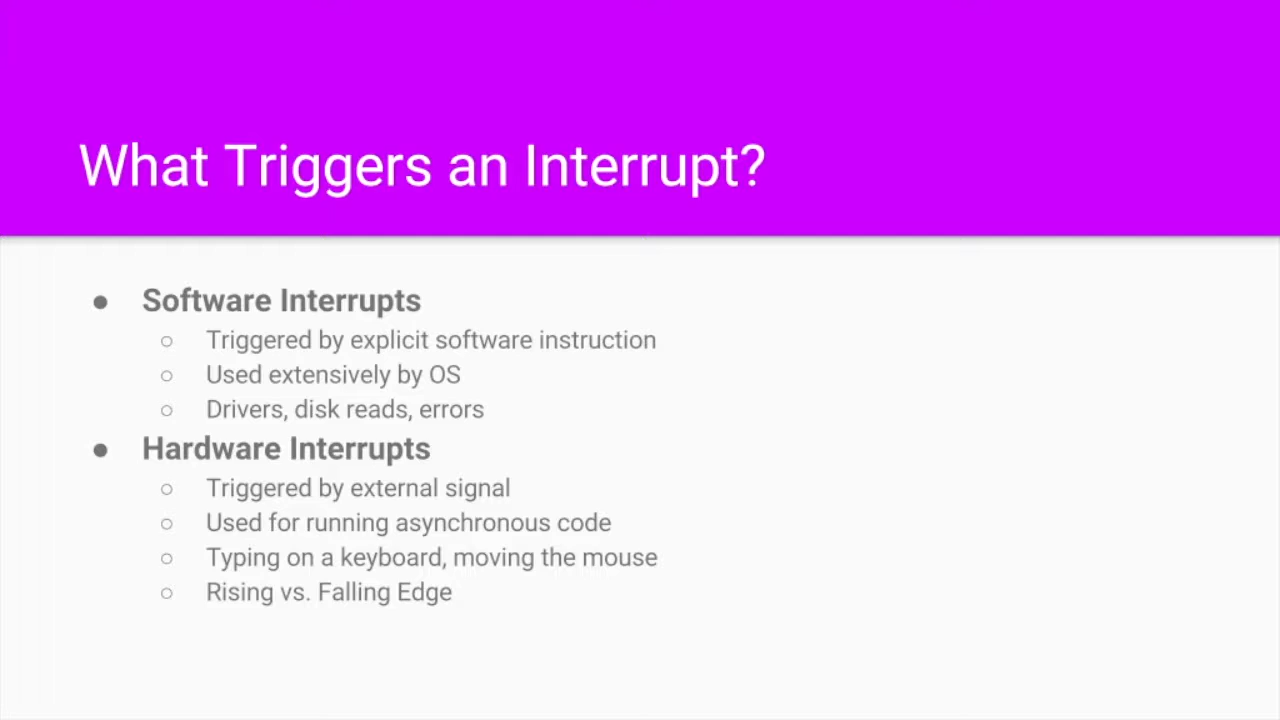 What Triggers an Interrupt?
● Software Interrupts
○ Triggered by explicit software instruction
○ Used extensively by OS
○ Drivers, disk reads, errors
● Hardware Interrupts
○ Triggered by external signal
○ Used for running asynchronous code
○ Typing on a keyboard, moving the mouse
○ Rising vs. Falling Edge